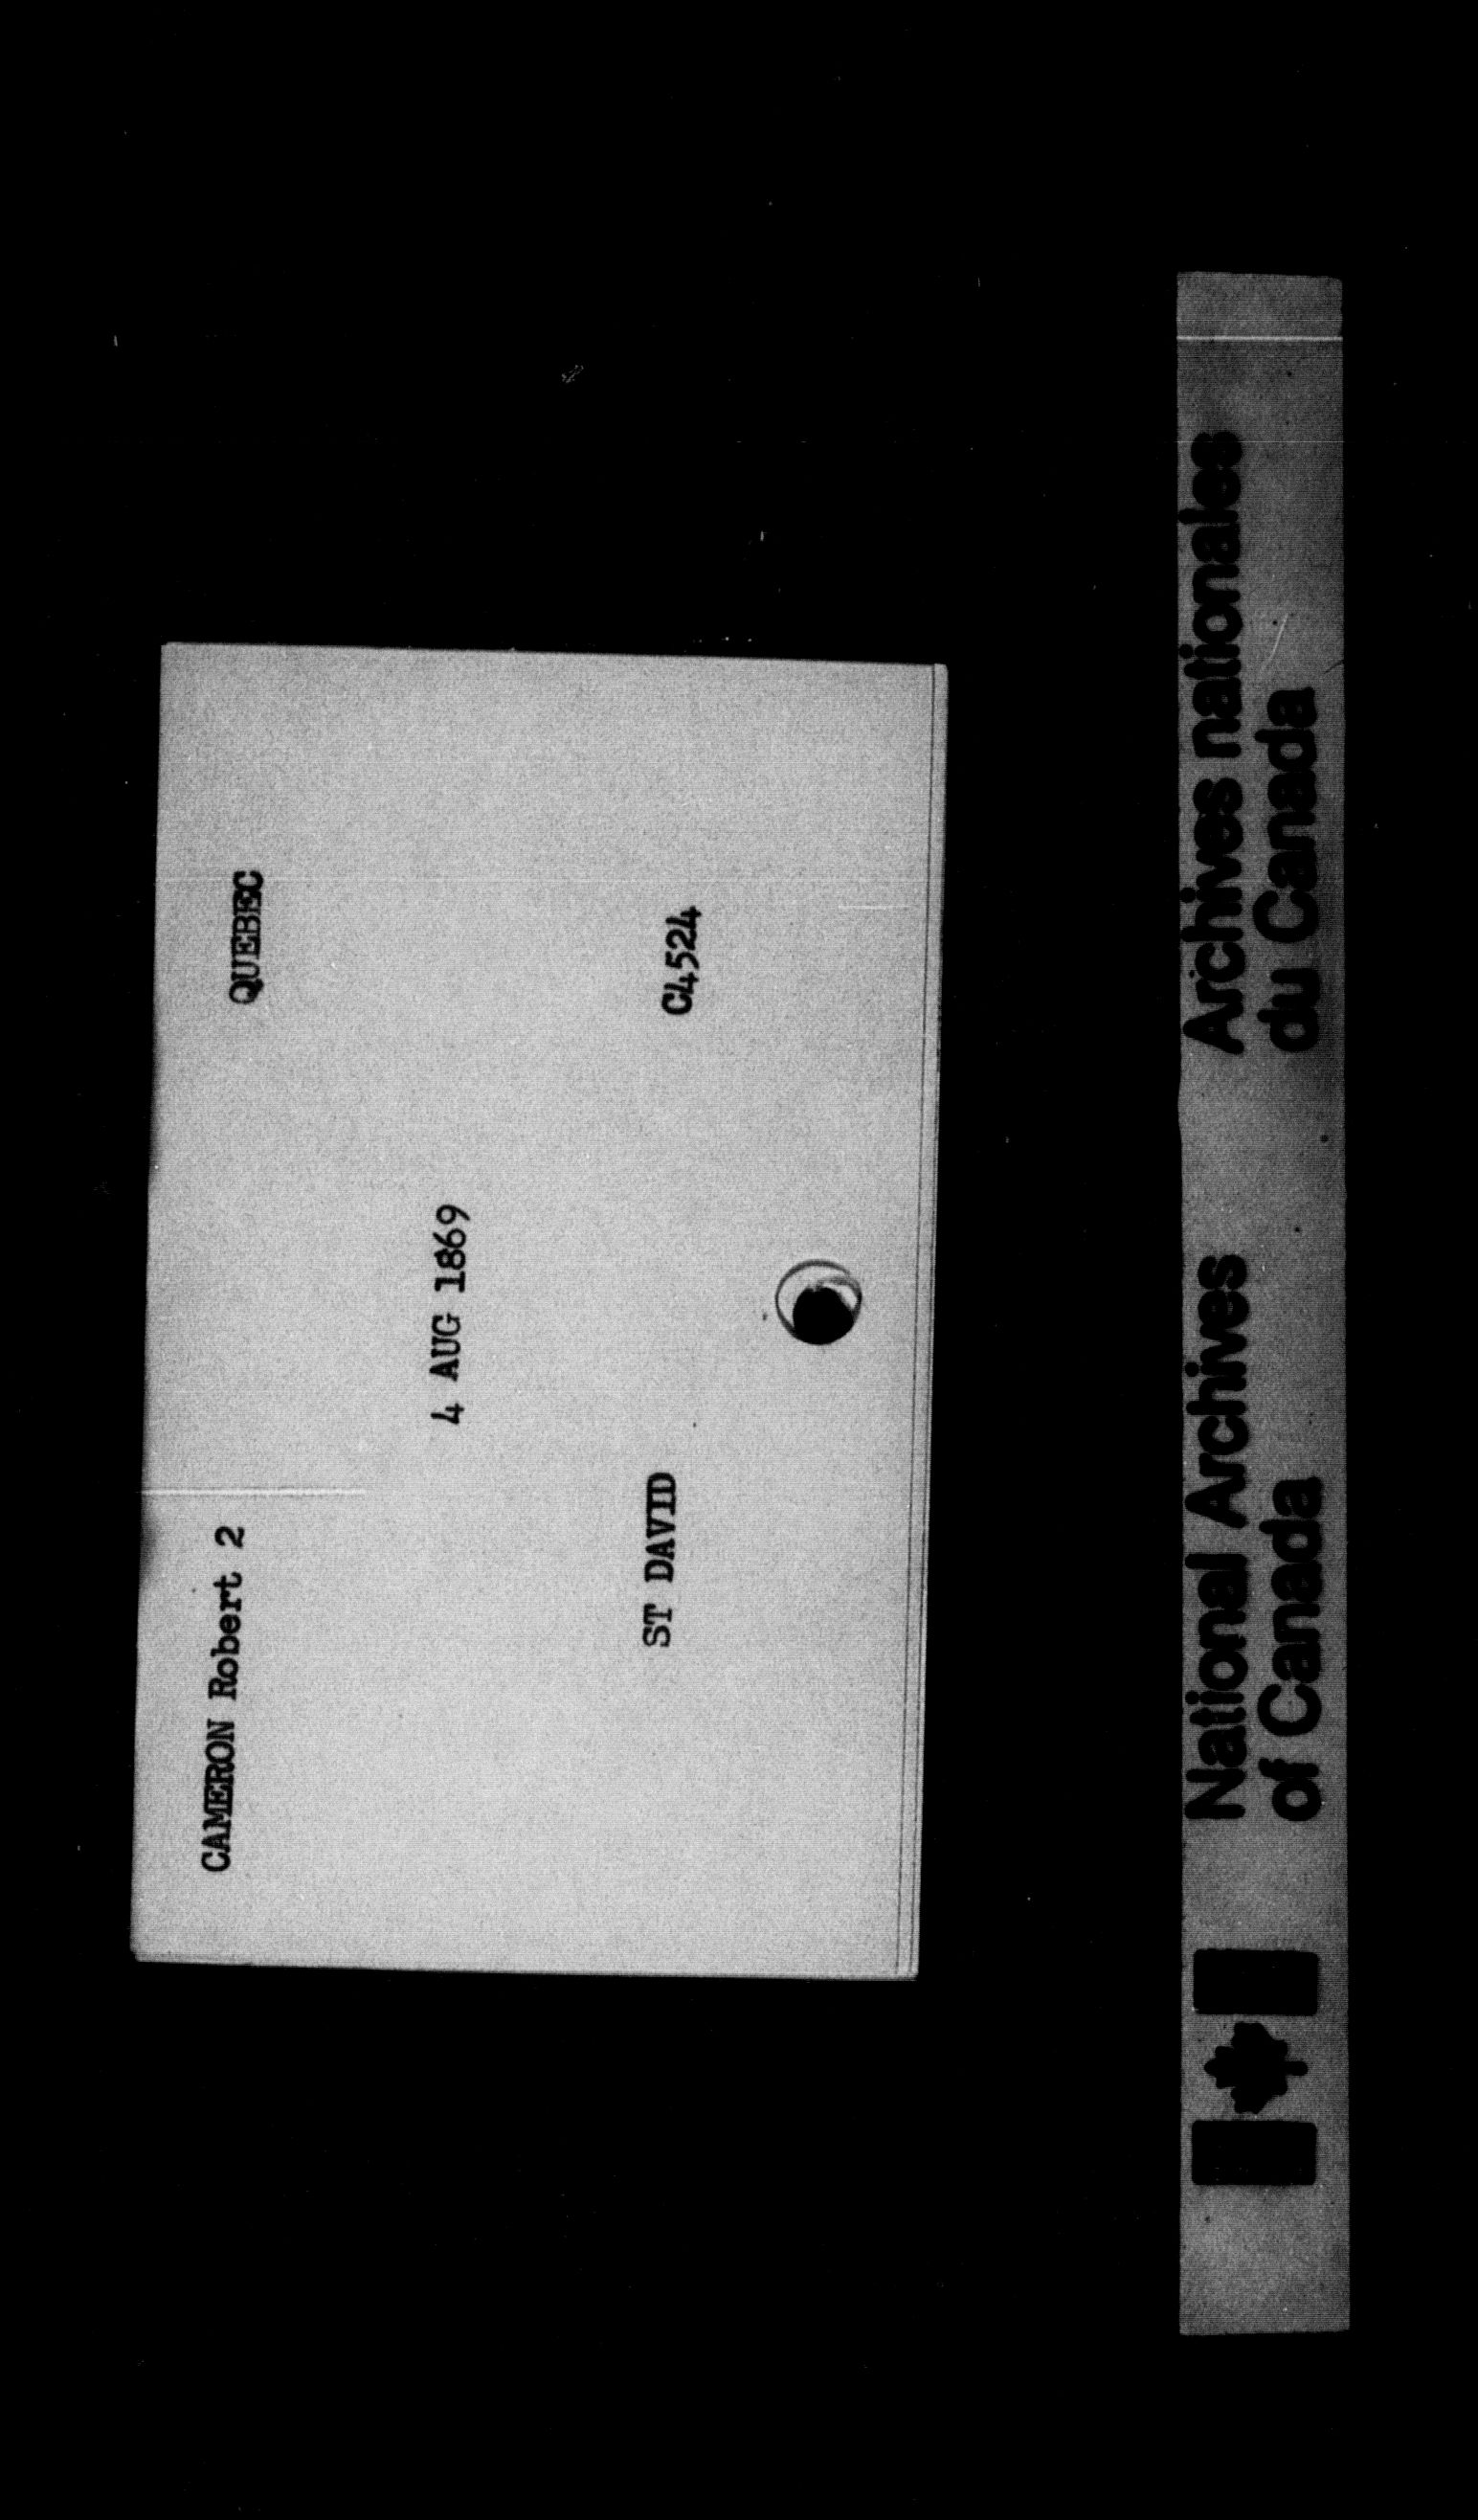 CAMERON Robert 2 QUEBEC
4 AUG 1869
ST DAVID C4524
National Archives
of Canada
Archives nationales
du Canada